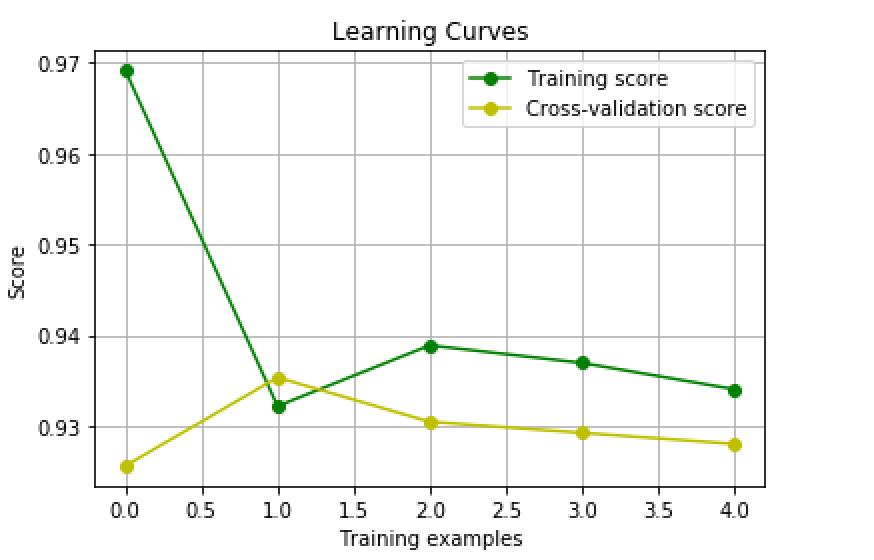 Learning Curves
Training score
Cross-validation score
0.97
0.96
0.95
0.94
0.93
Score
0.0 0.5 1.0 1.5 2.0 2.5 3.0 3.5 4.0
Training examples